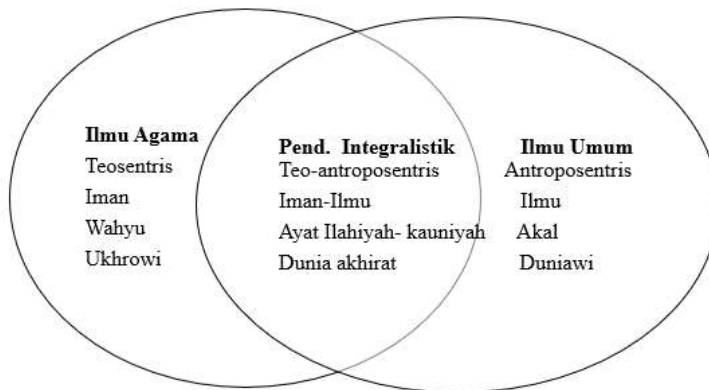 Ilmu Agama
Teosentris
Iman
Wahyu
Ukhrowi
Pend. Integralistik
Teo-antroposentris
Iman-Ilmu
Ayat Ilahiyah- kauniyah
Dunia akhirat
Ilmu Umum
Antroposentris
Ilmu
Akal
Duniawi